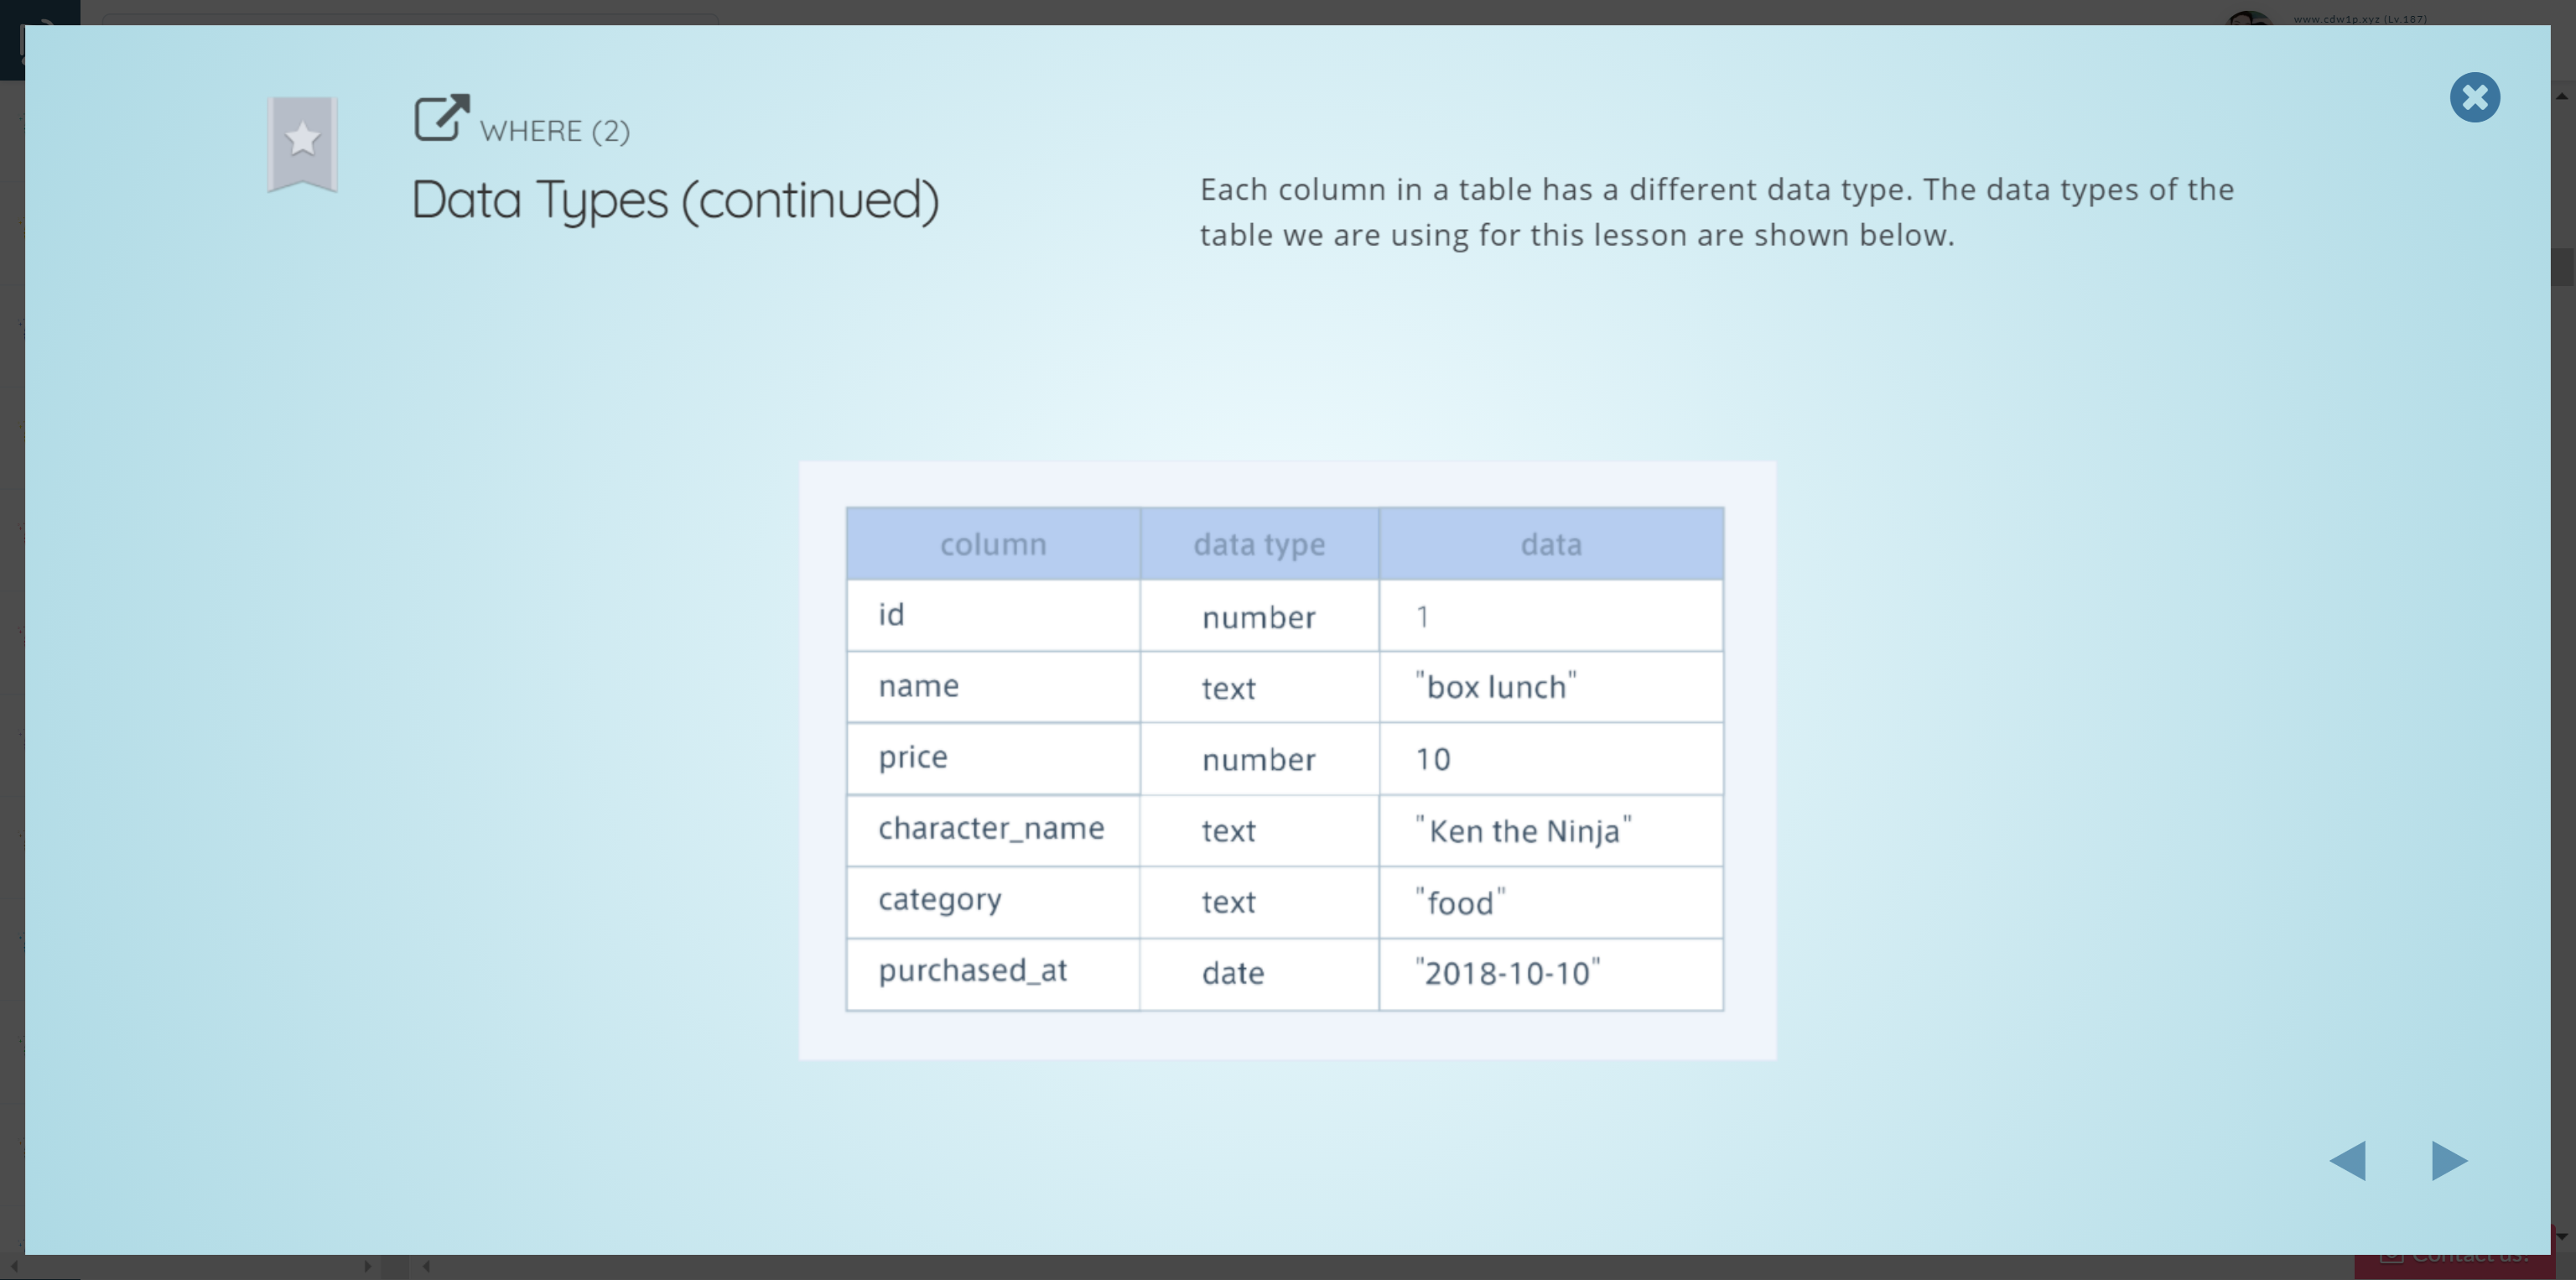 www.cdw1p.xyz (Lv.187)
WHERE (2)
Data Types (continued)
Each column in a table has a different data type. The data types of the
table we are using for this lesson are shown below.
column data type data
id number 1
name text "box lunch"
price number 10
character_name text "Ken the Ninja"
category text "food"
purchased_at date "2018-10-10"
Contact us!